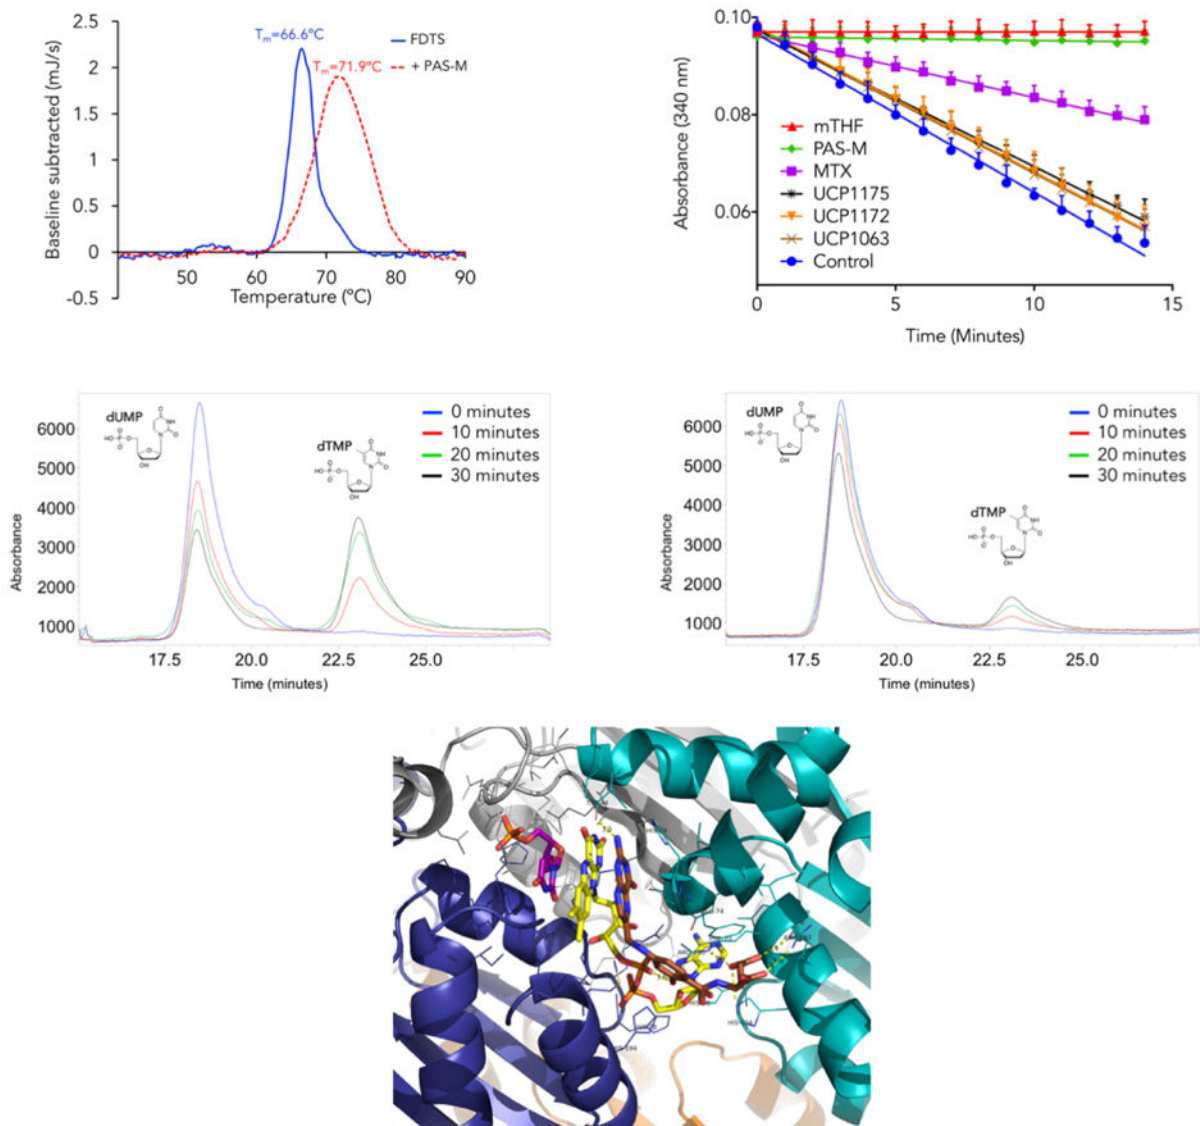 2.5
2
1.5
1
0.5
0
-0.5
Baseline subtracted (mJ/s)
Tm=66.6ºC
Tm=71.9ºC
FDTS
+ PAS-M
50
60
70
80
90
Temperature (ºC)
0.10
0.08
0.06
Absorbance (340 nm)
mTHF
PAS-M
MTX
UCP1175
UCP1172
UCP1063
Control
0
5
10
15
Time (Minutes)
dUMP
dTMP
0 minutes
10 minutes
20 minutes
30 minutes
6000
5000
4000
3000
2000
1000
Absorbance
17.5
20.0
22.5
25.0
Time (minutes)
dUMP
dTMP
0 minutes
10 minutes
20 minutes
30 minutes
6000
5000
4000
3000
2000
1000
Absorbance
17.5
20.0
22.5
25.0
Time (minutes)